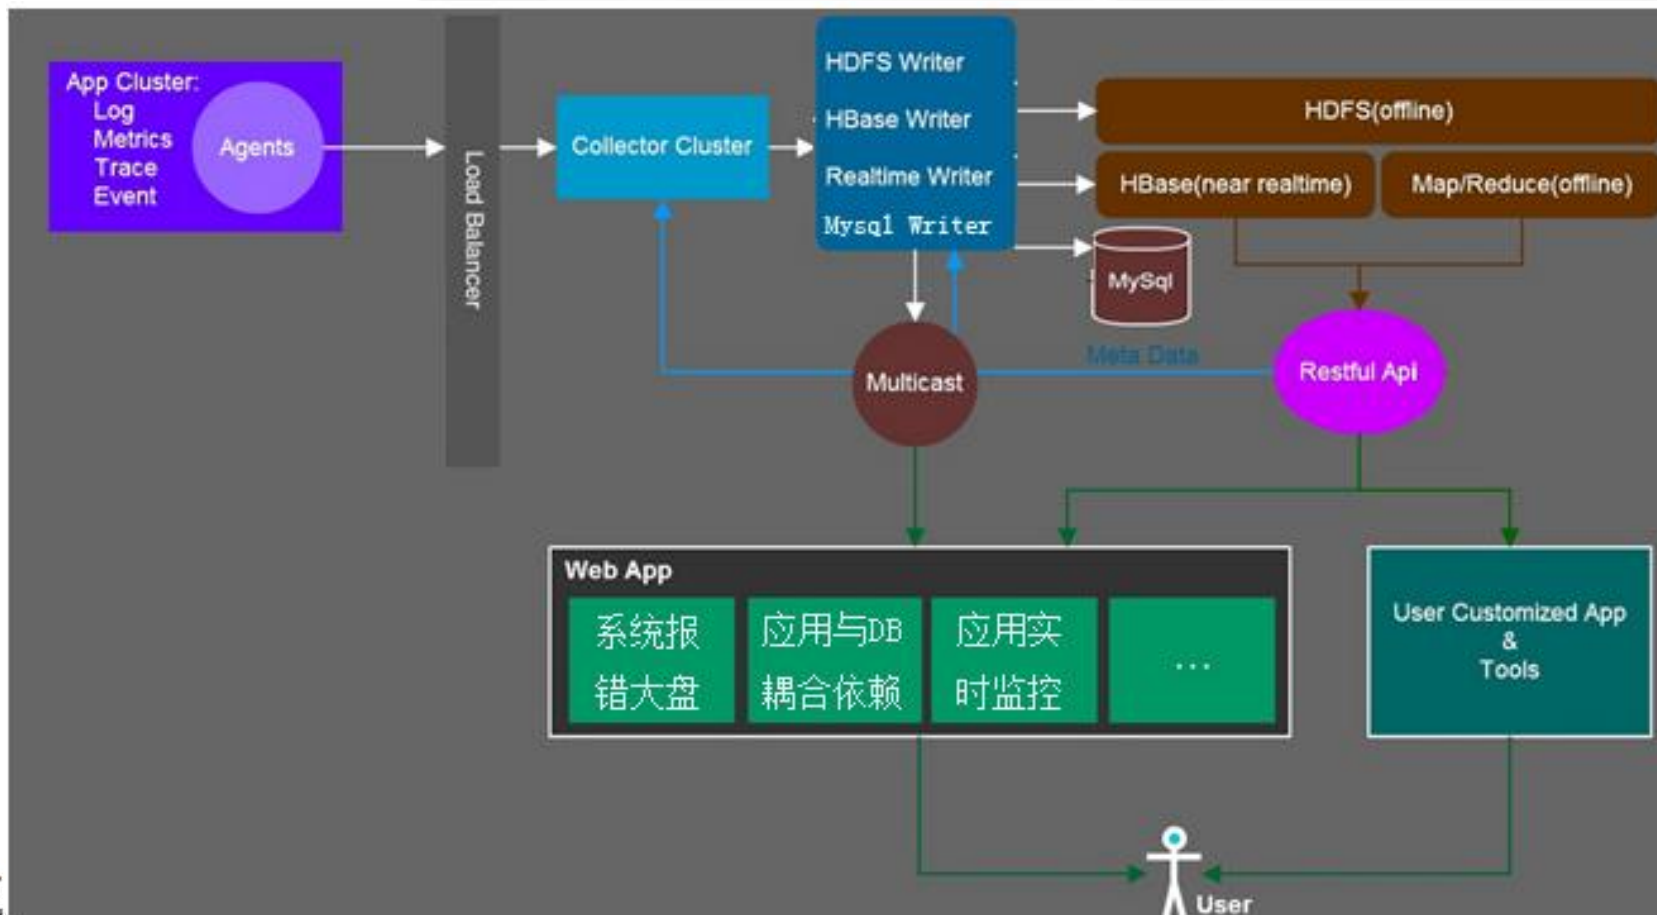 App Cluster:
Log
Metrics
Trace
Event
Agents
Load Balancer
Collector Cluster
HDFS Writer
HBase Writer
Realtime Writer
Mysql Writer
HDFS(offline)
HBase(near realtime)
Map/Reduce(offline)
MySql
Meta Data
Multicast
Restful Api
Web App
系统报
错大盘
应用与DB
耦合依赖
应用实
时监控
...
User Customized App
&
Tools
User